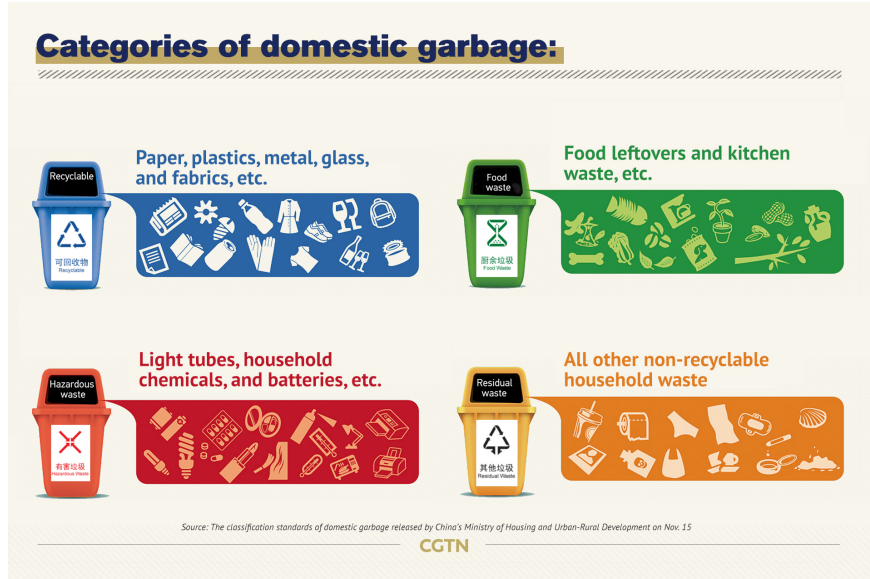 Categories of domestic garbage:
Recyclable
Paper, plastics, metal, glass,
and fabrics, etc.
可回收物
Recyclable
Food
waste
Food leftovers and kitchen
waste, etc.
厨余垃圾
Food Waste
Hazardous
waste
Light tubes, household
chemicals, and batteries, etc.
有害垃圾
Hazardous Waste
Residual
waste
All other non-recyclable
household waste
其他垃圾
Residual Waste
Source: The classification standards of domestic garbage released by China's Ministry of Housing and Urban-Rural Development on Nov. 15
CGTN